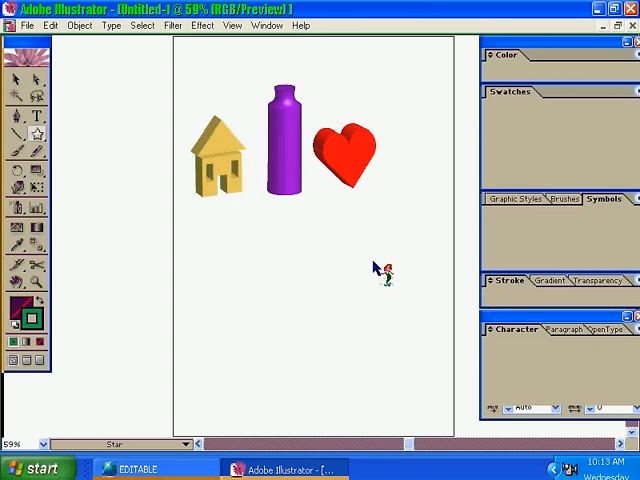 Adobe Illustrator - [Untitled-1 @ 59% (RGB/Preview) ]
File Edit Object Type Select Filter Effect View Window Help
Color
Swatches
Graphic Styles Brushes Symbols
Stroke Gradient Transparency
Character Paragraph OpenType
Auto 0
59% Star
start EDITABLE Adobe Illustrator - [... 10:13 AM
Wednesday